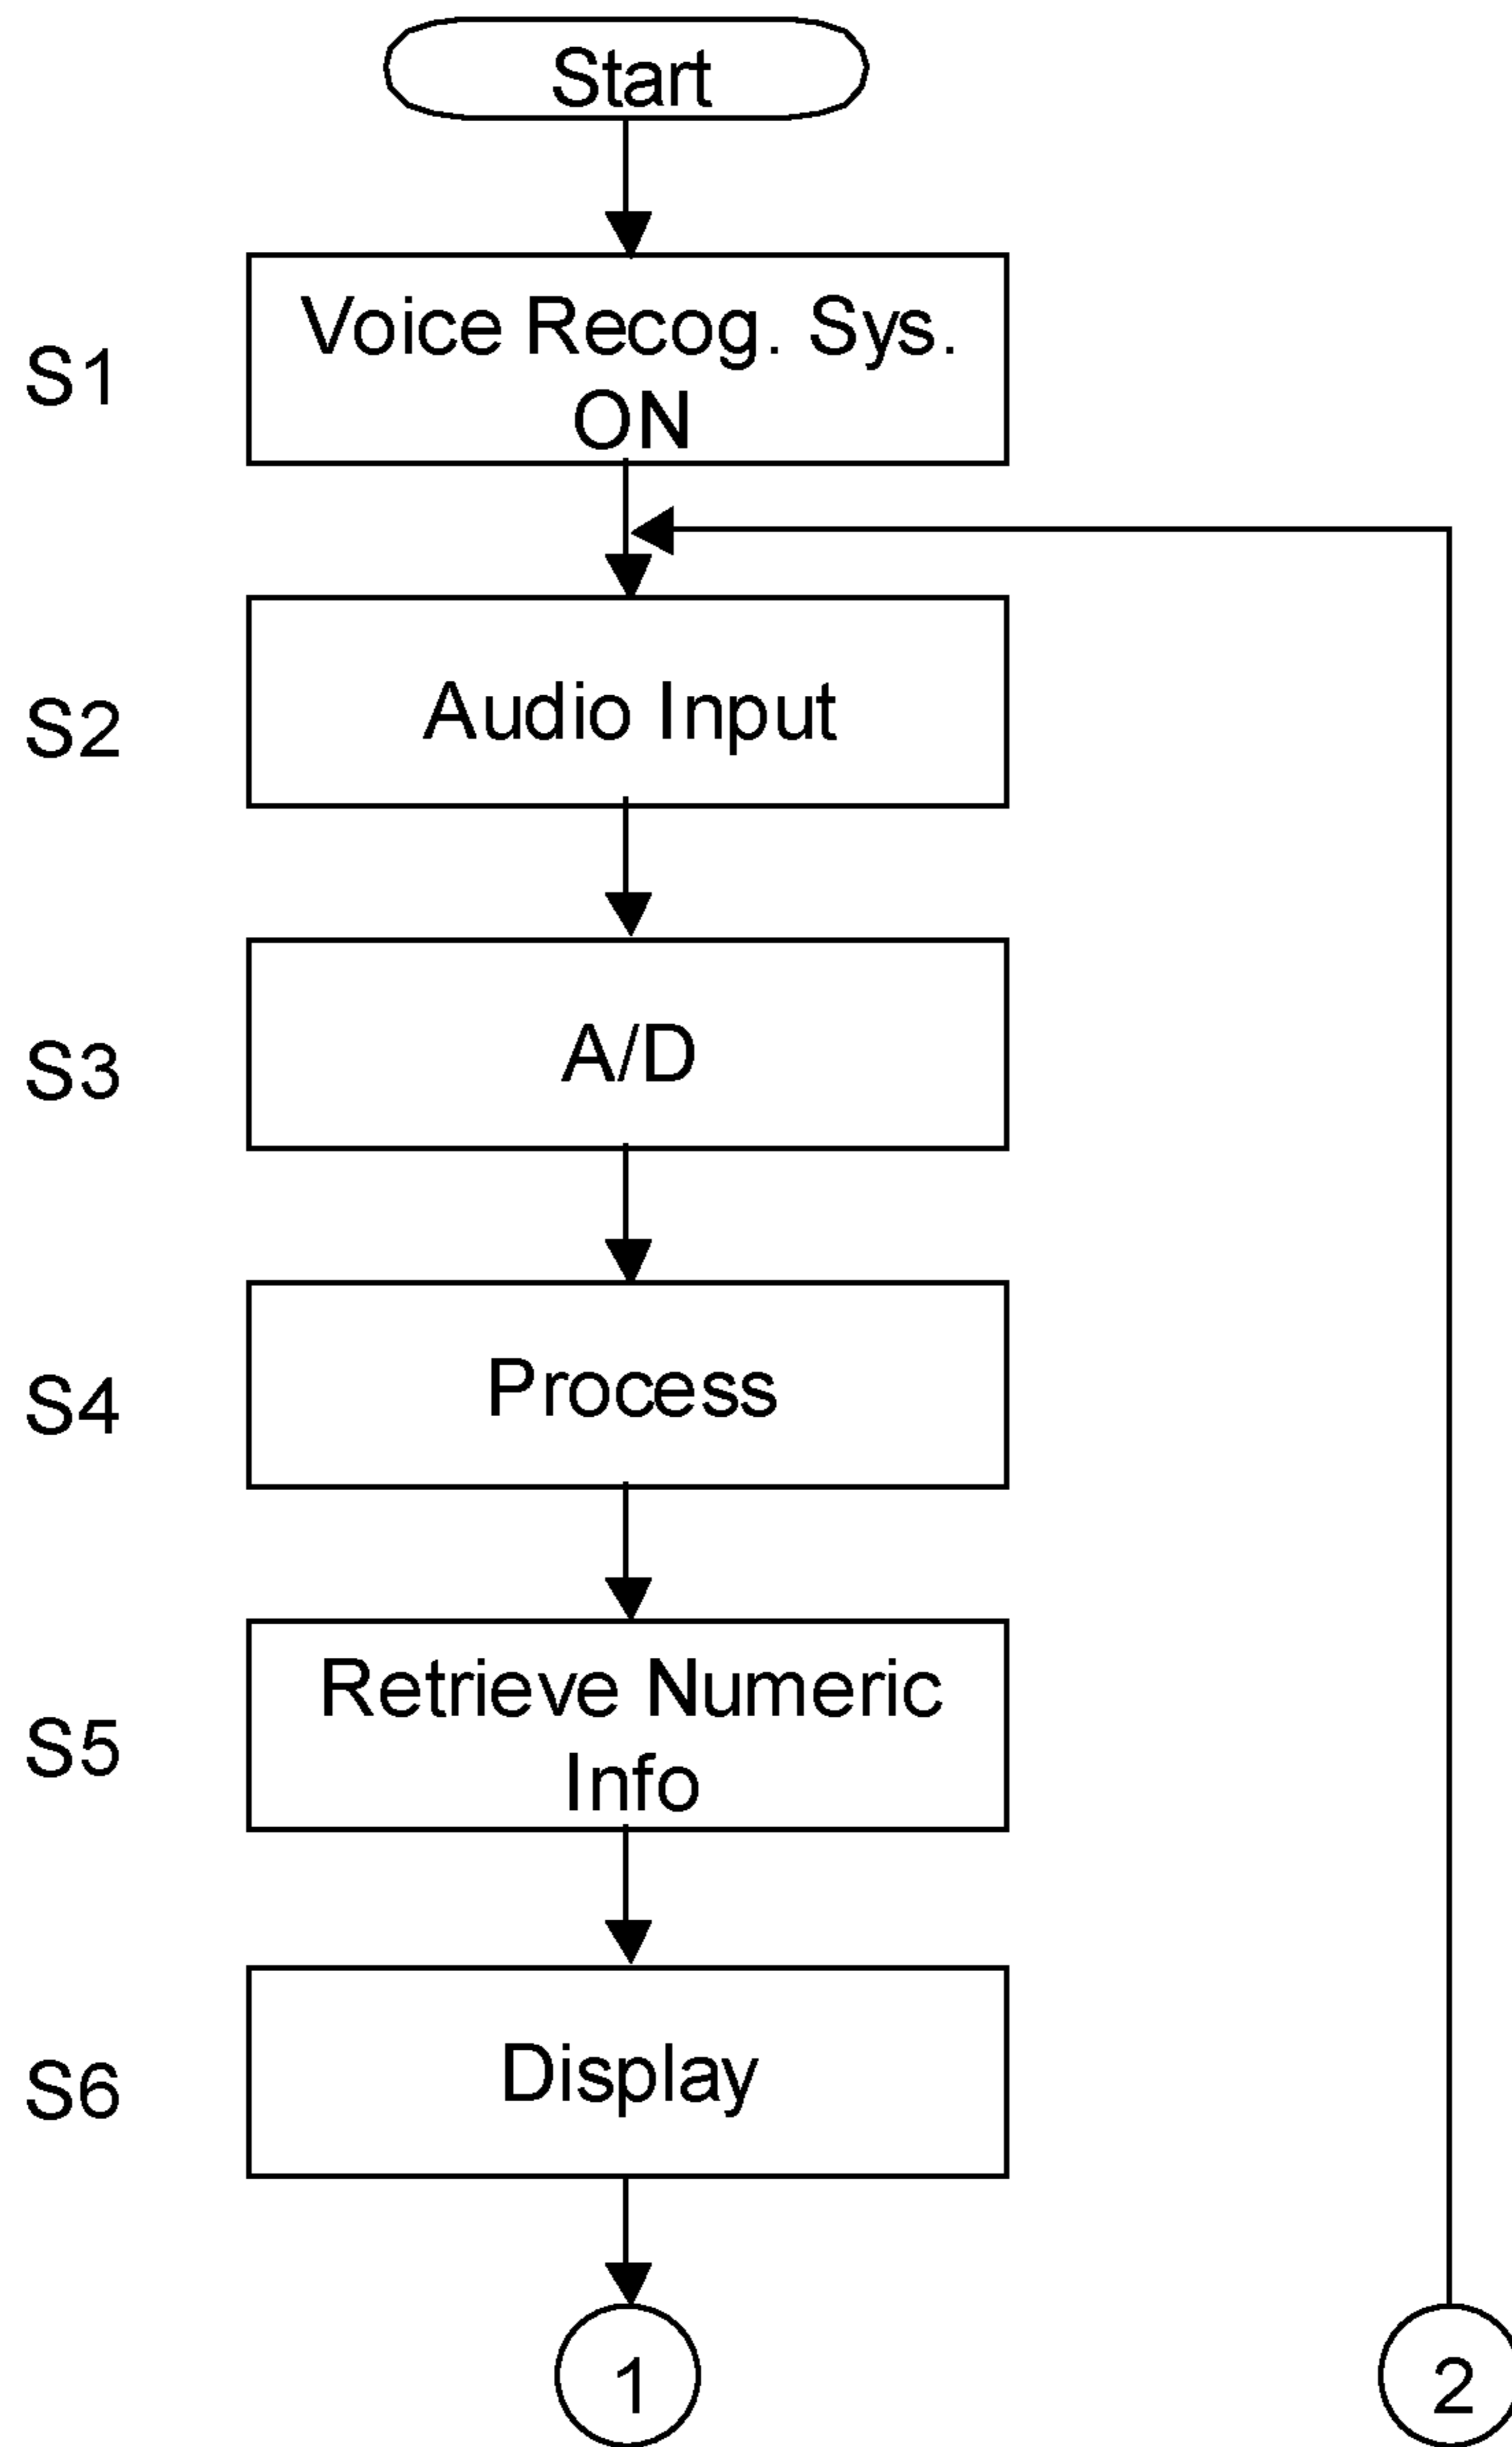 Start
S1
Voice Recog. Sys.
ON
S2
Audio Input
S3
A/D
S4
Process
S5
Retrieve Numeric
Info
S6
Display
1
2